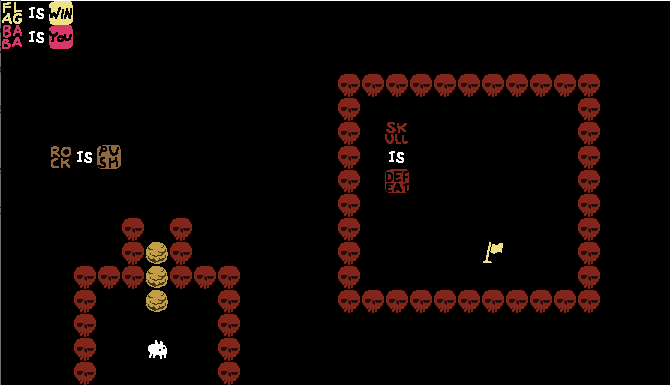 FLAG IS WIN
BABA IS YOU
ROCK IS PUSH
SKULL
IS
DEFEAT